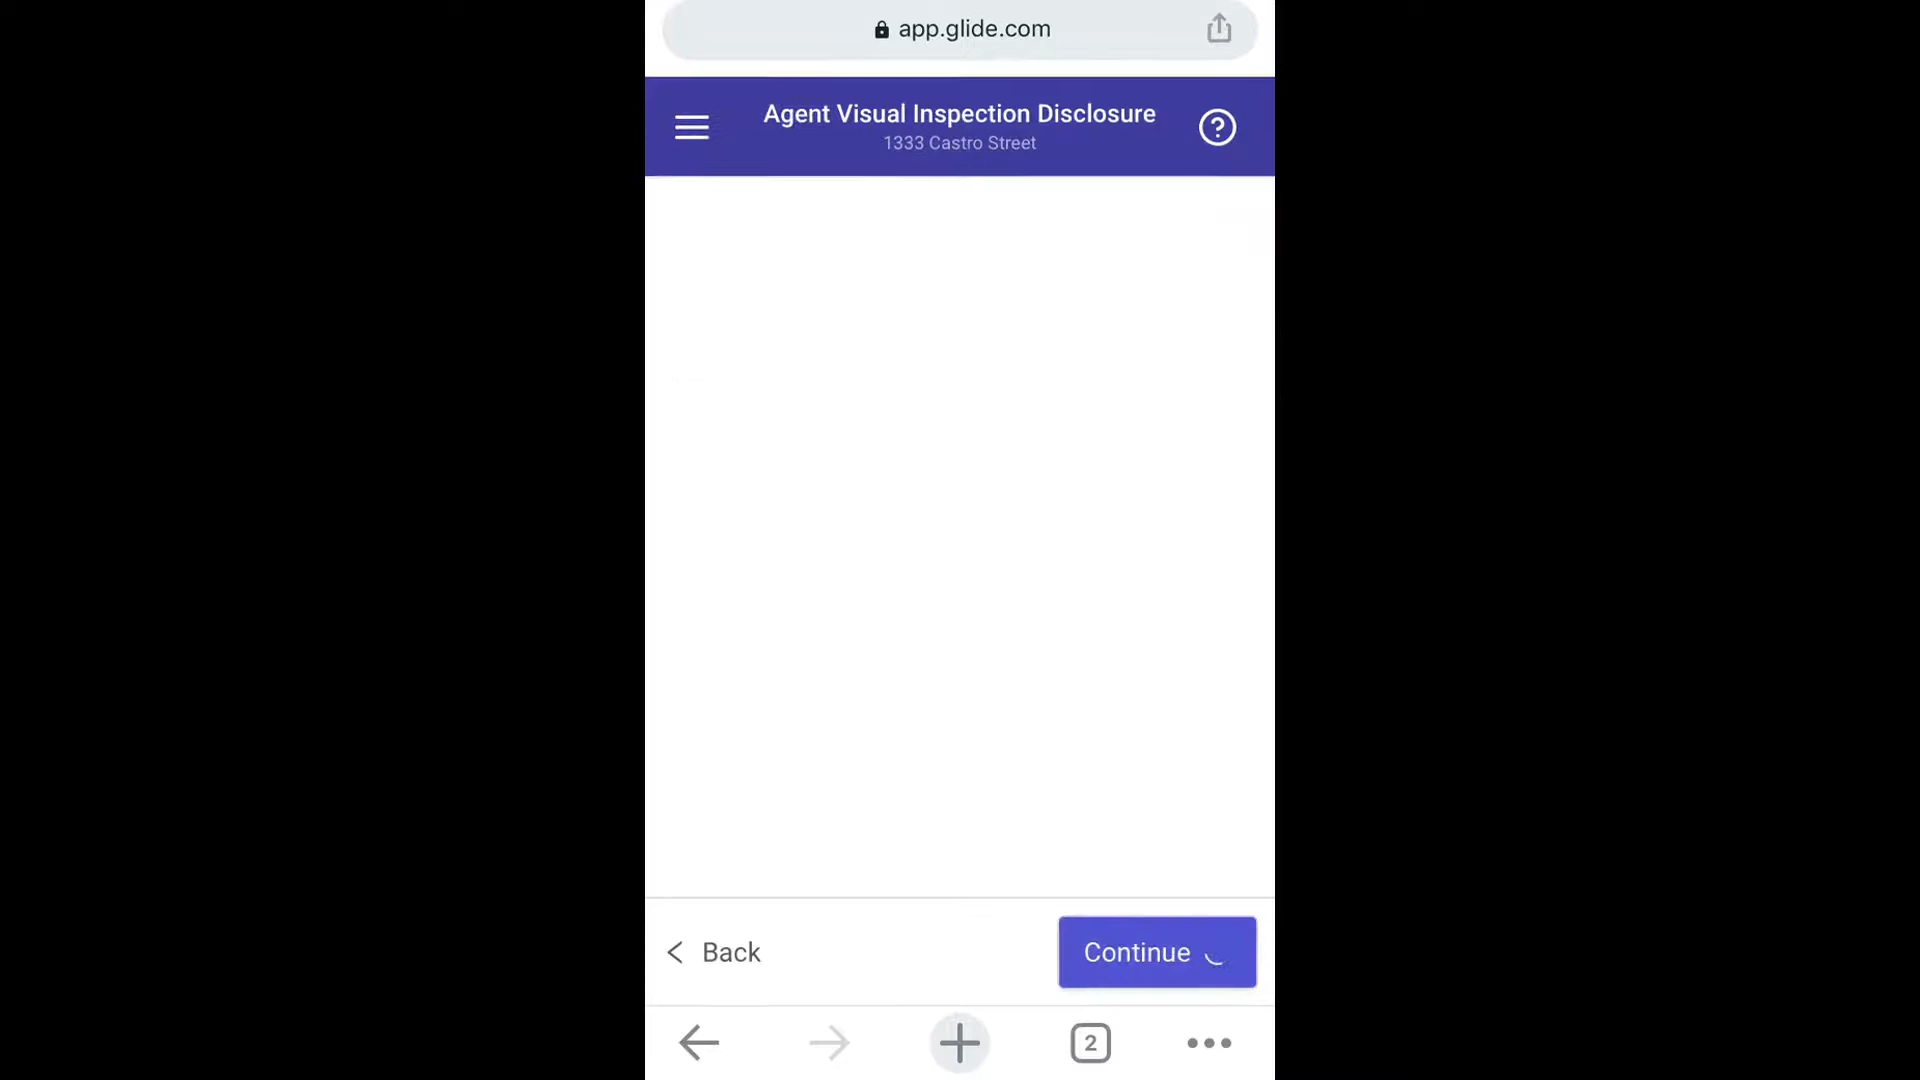 app.glide.com
Agent Visual Inspection Disclosure
1333 Castro Street
Back
Continue
2